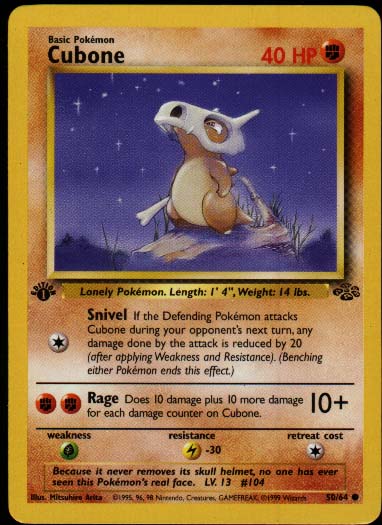 Basic Pokémon
Cubone 40 HP
EDITION
1
Lonely Pokémon. Length: 1' 4", Weight: 14 lbs.
Snivel If the Defending Pokémon attacks
Cubone during your opponent's next turn, any
damage done by the attack is reduced by 20
(after applying Weakness and Resistance). (Benching
either Pokémon ends this effect.)
Rage Does 10 damage plus 10 more damage
for each damage counter on Cubone. 10+
weakness resistance retreat cost
-30
Because it never removes its skull helmet, no one has ever
seen this Pokémon's real face. LV. 13 #104
Illus. Mitsuhiro Arita ©1995, 96, 98 Nintendo, Creatures, GAMEFREAK. ©1999 Wizards. 50/64